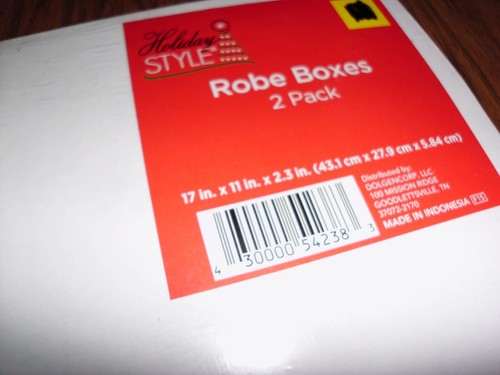 Holiday
STYLE
Robe Boxes
2 Pack
17 in. x 11 in. x 2.3 in. (43.1 cm x 27.9 cm x 5.84 cm)
Distributed by:
DOLGENCORP, LLC
100 MISSION RIDGE
GOODLETTSVILLE, TN
37072-2170
MADE IN INDONESIA
4 30000 54238 3